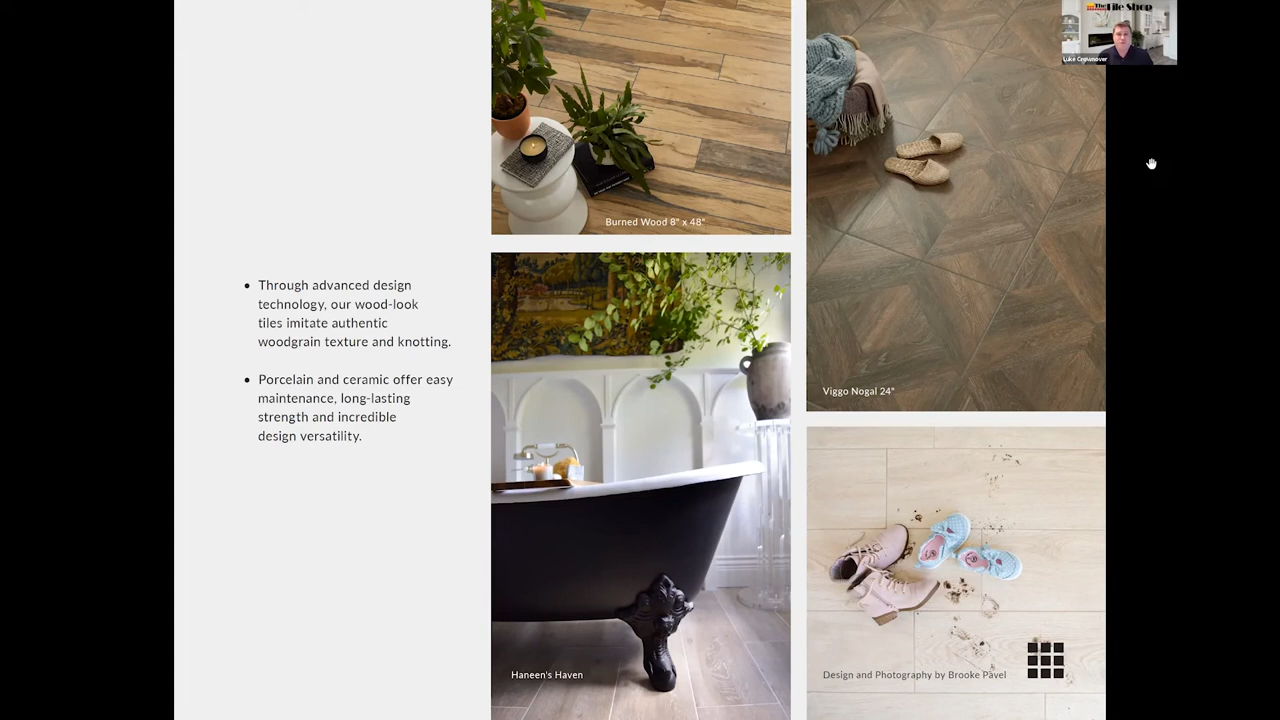 The Tile Shop
Luke Crownover
Burned Wood 8" x 48"
• Through advanced design
technology, our wood-look
tiles imitate authentic
woodgrain texture and knotting.
• Porcelain and ceramic offer easy
maintenance, long-lasting
strength and incredible
design versatility.
Viggo Nogal 24"
Haneen's Haven
Design and Photography by Brooke Pavel